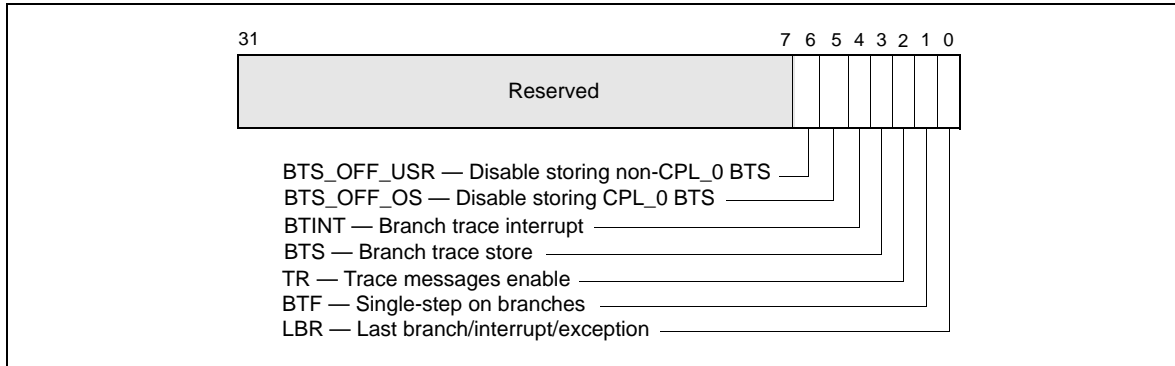 31 7 6 5 4 3 2 1 0
Reserved
BTS_OFF_USR — Disable storing non-CPL_0 BTS
BTS_OFF_OS — Disable storing CPL_0 BTS
BTINT — Branch trace interrupt
BTS — Branch trace store
TR — Trace messages enable
BTF — Single-step on branches
LBR — Last branch/interrupt/exception